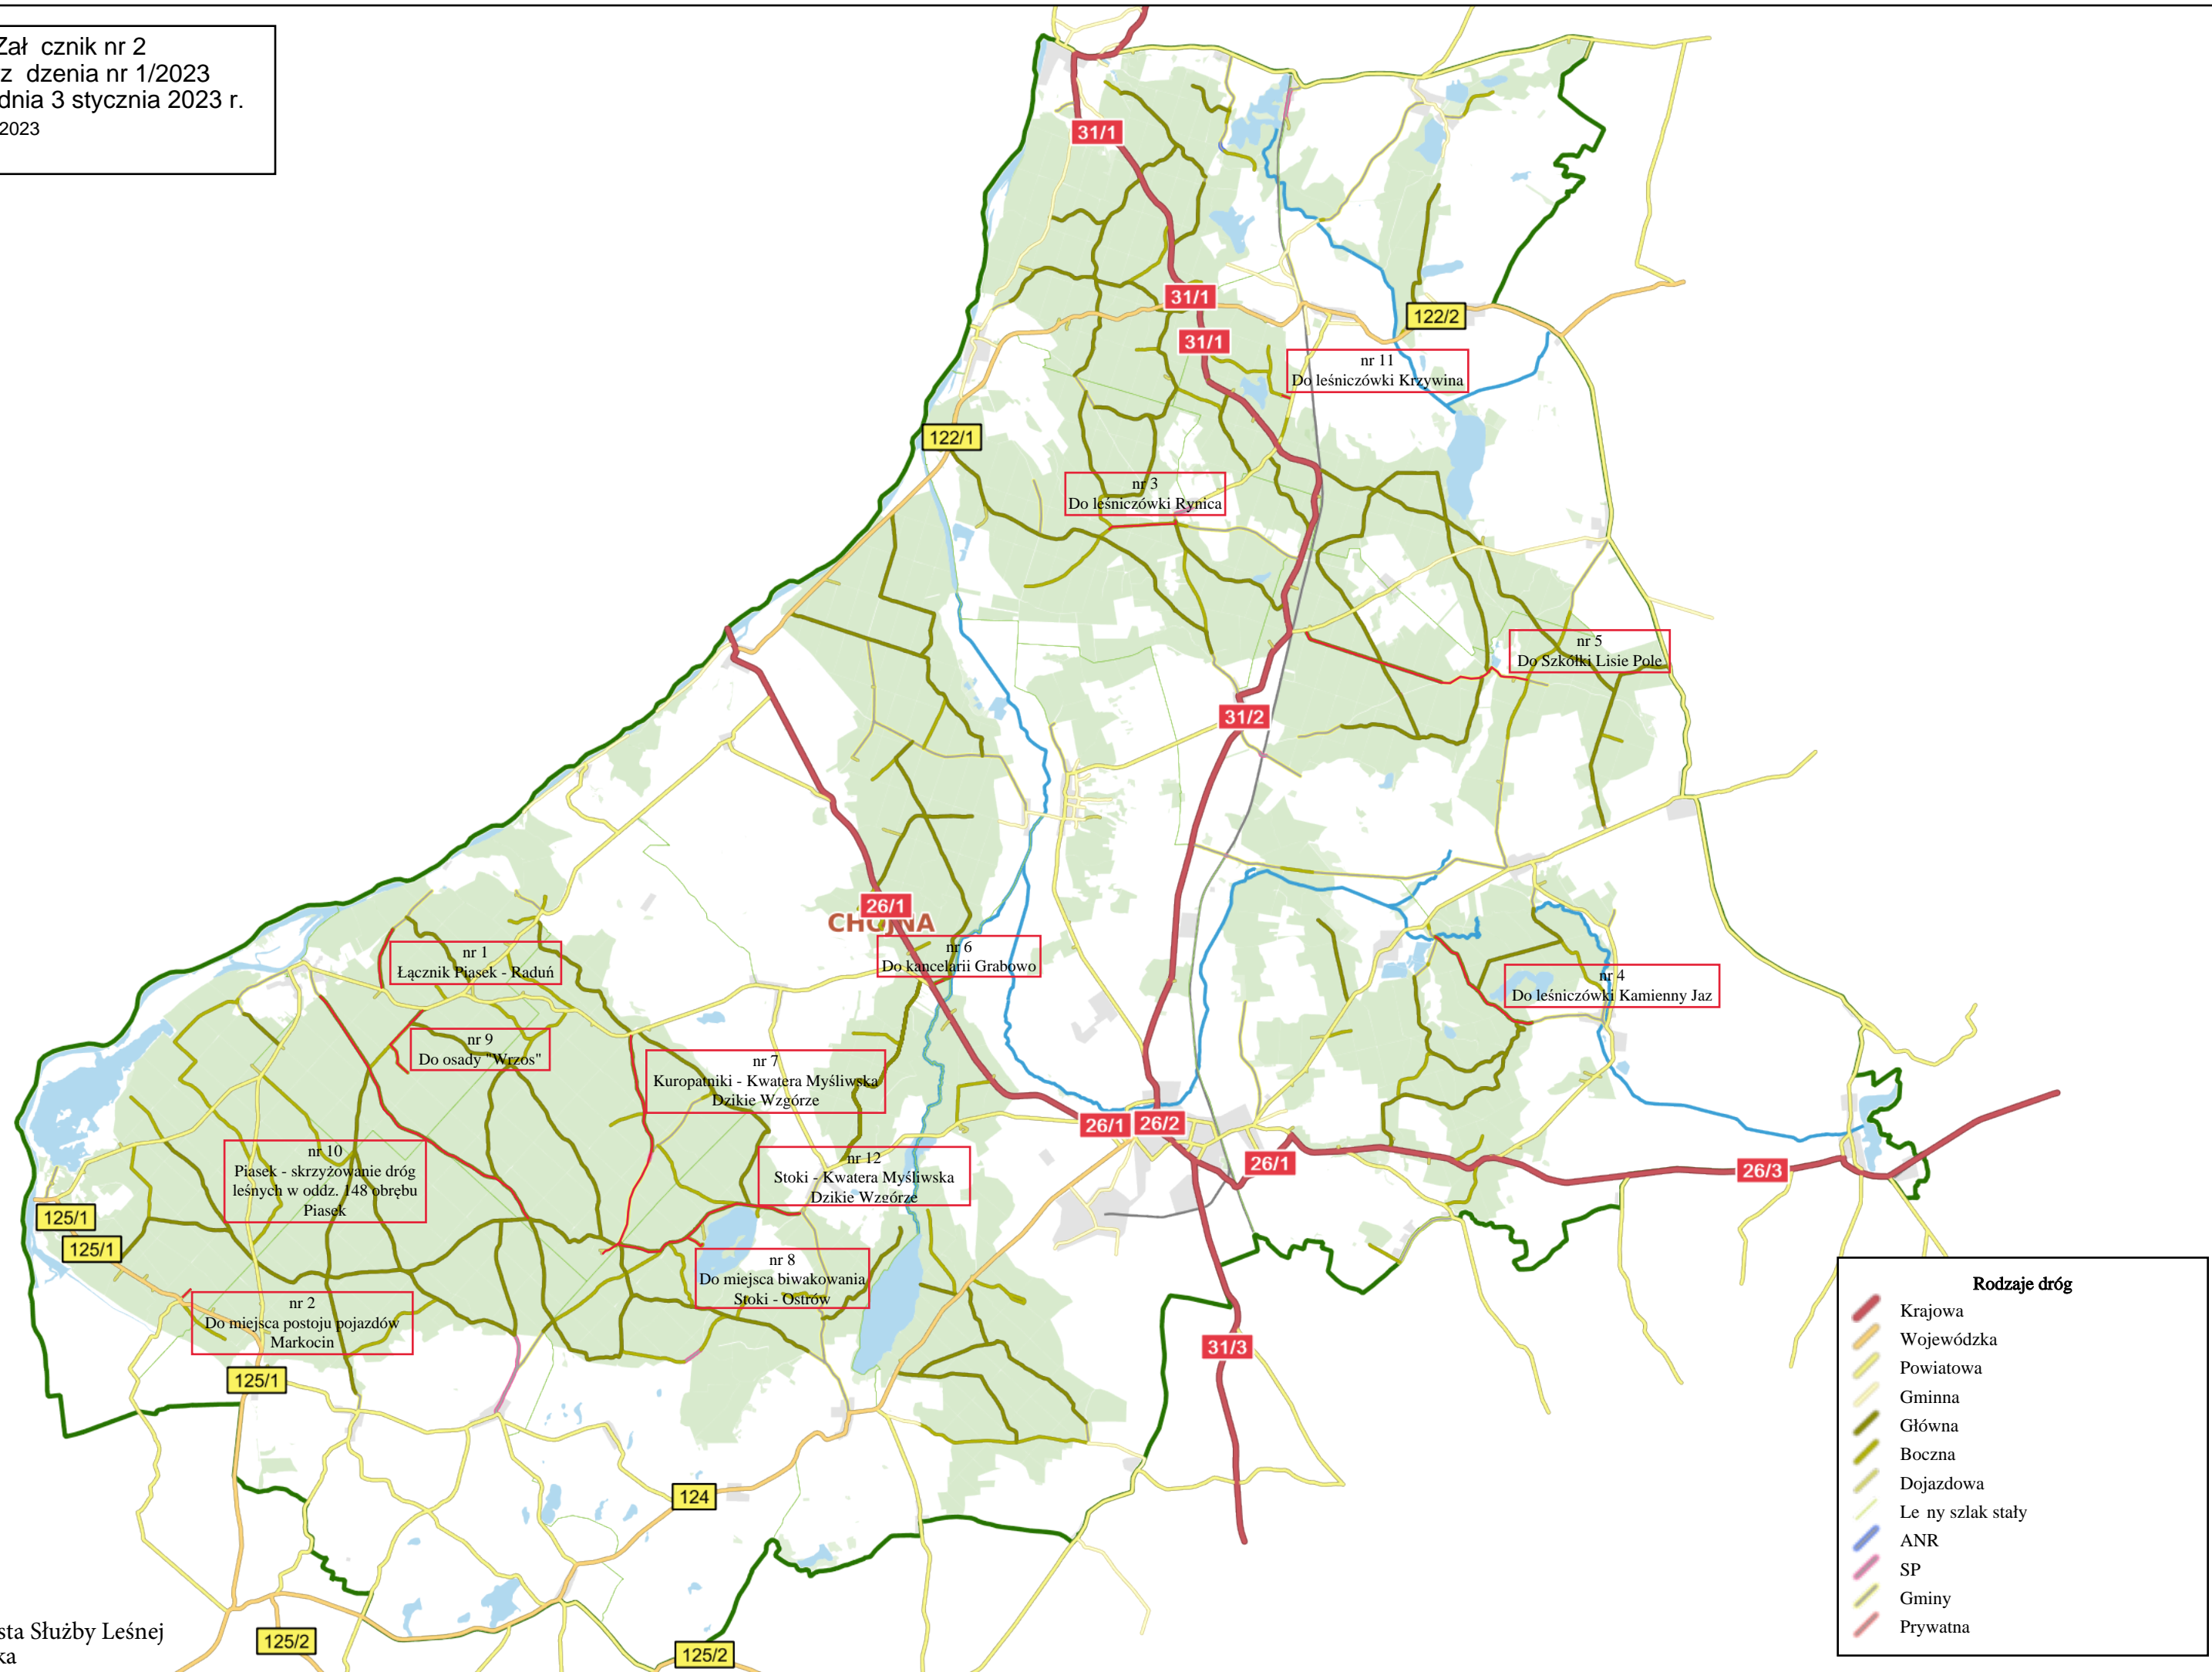 Zał cznik nr 2
z dzenia nr 1/2023
dnia 3 stycznia 2023 r.
2023
31/1
31/1
122/2
31/1
nr 11
Do leśniczówki Krzywina
122/1
nr 3
Do leśniczówki Rynica
nr 5
Do Szkółki Lisie Pole
31/2
26/1
CHOJNA
nr 6
Do kancelarii Grabowo
nr 1
Łącznik Piasek - Raduń
nr 4
Do leśniczówki Kamienny Jaz
nr 9
Do osady "Wrzos"
nr 7
Kuropatniki - Kwatera Myśliwska
Dzikie Wzgórze
26/1
26/2
26/1
26/3
nr 10
Piasek - skrzyżowanie dróg
leśnych w oddz. 148 obrębu
Piasek
nr 12
Stoki - Kwatera Myśliwska
Dzikie Wzgórze
125/1
125/1
nr 8
Do miejsca biwakowania
Stoki - Ostrów
nr 2
Do miejsca postoju pojazdów
Markocin
31/3
125/1
124
125/2
125/2
Rodzaje dróg
Krajowa
Wojewódzka
Powiatowa
Gminna
Główna
Boczna
Dojazdowa
Le ny szlak stały
ANR
SP
Gminy
Prywatna
sta Służby Leśnej
ka